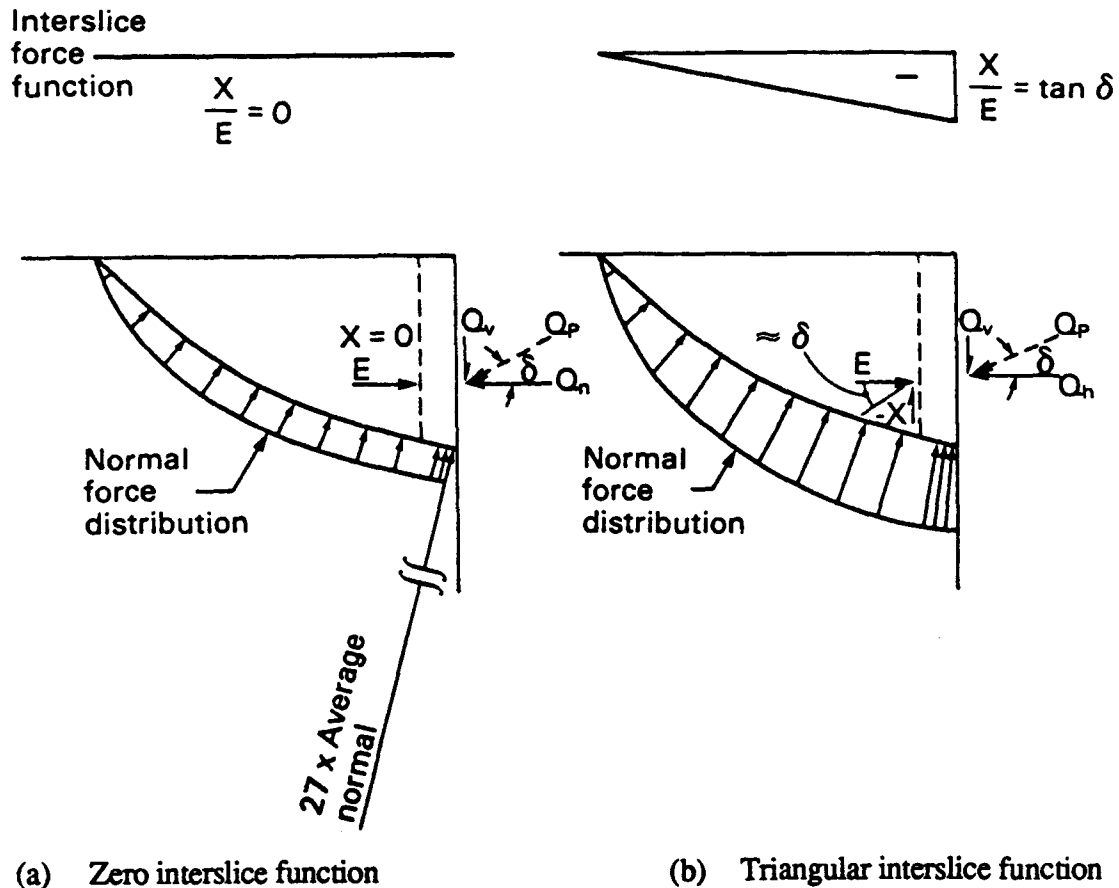 Interslice
force
function
X/E = 0
− X/E = tan δ
X = 0
E
Qv
QP
δ
Qn
Normal
force
distribution
27 x Average
normal
≈ δ
E
-X
Qv
QP
δ
Qh
Normal
force
distribution
(a) Zero interslice function
(b) Triangular interslice function